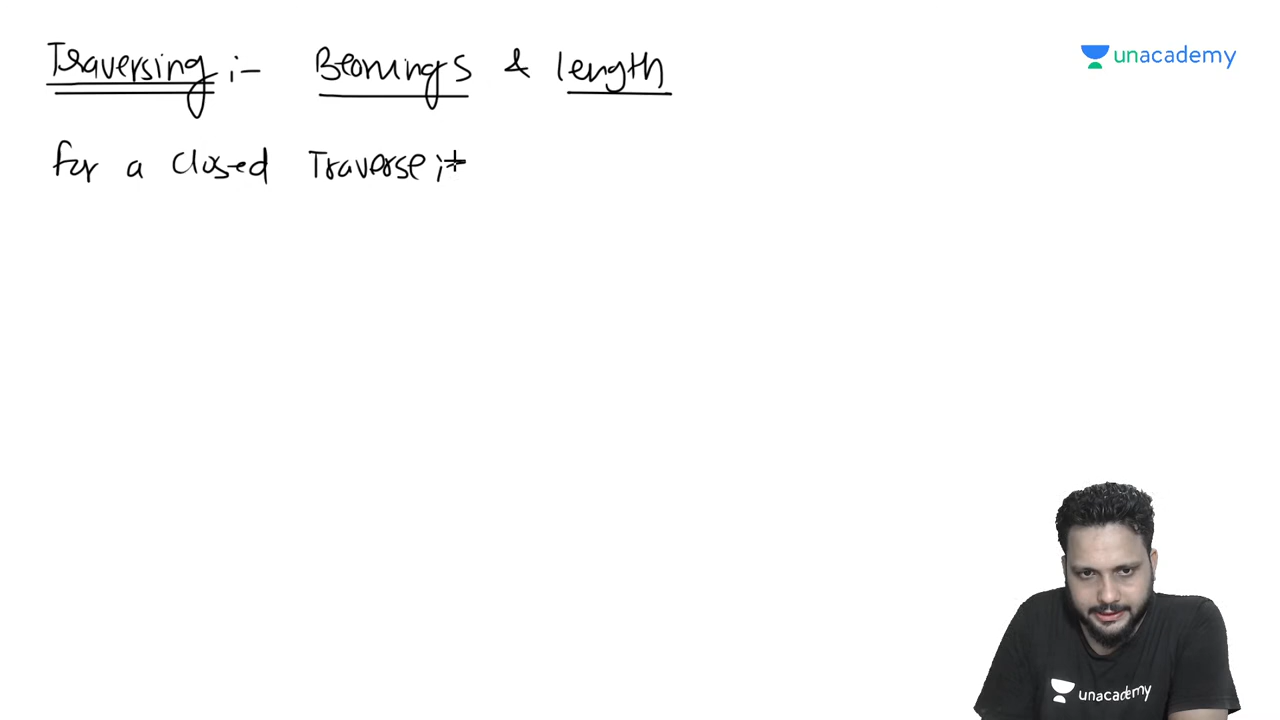 Traversing :- Bearings & length
unacademy
for a closed Traverse :-
unacademy